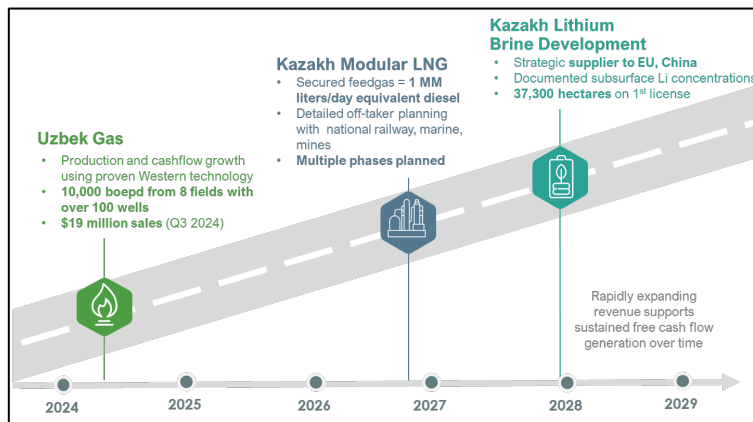 Kazakh Lithium
Brine Development
• Strategic supplier to EU, China
• Documented subsurface Li concentrations
• 37,300 hectares on 1st license
Kazakh Modular LNG
• Secured feedgas = 1 MM
liters/day equivalent diesel
• Detailed off-taker planning
with national railway, marine,
mines
• Multiple phases planned
Uzbek Gas
• Production and cashflow growth
using proven Western technology
• 10,000 boepd from 8 fields with
over 100 wells
• $19 million sales (Q3 2024)
Rapidly expanding
revenue supports
sustained free cash flow
generation over time
2024 2025 2026 2027 2028 2029